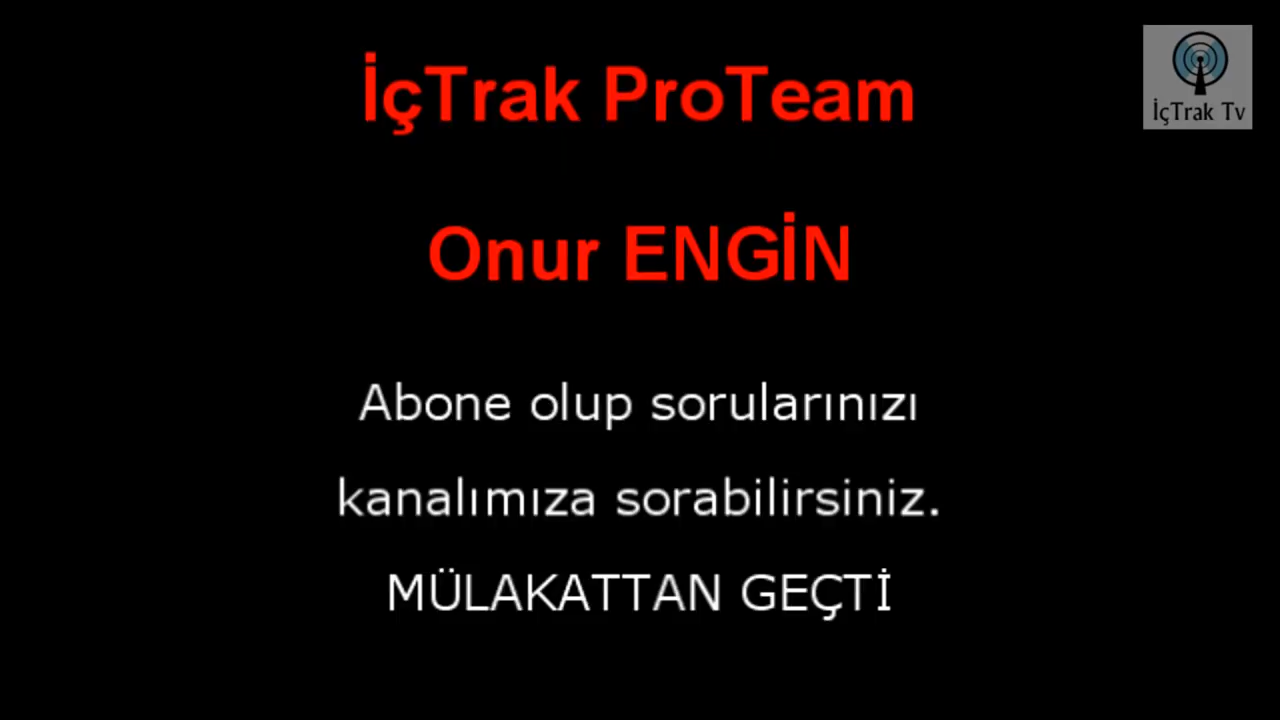 İçTrak ProTeam
İçTrak Tv
Onur ENGİN
Abone olup sorularınızı
kanalımıza sorabilirsiniz.
MÜLAKATTAN GEÇTİ